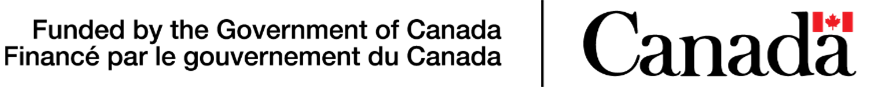 Funded by the Government of Canada
Financé par le gouvernement du Canada
Canada